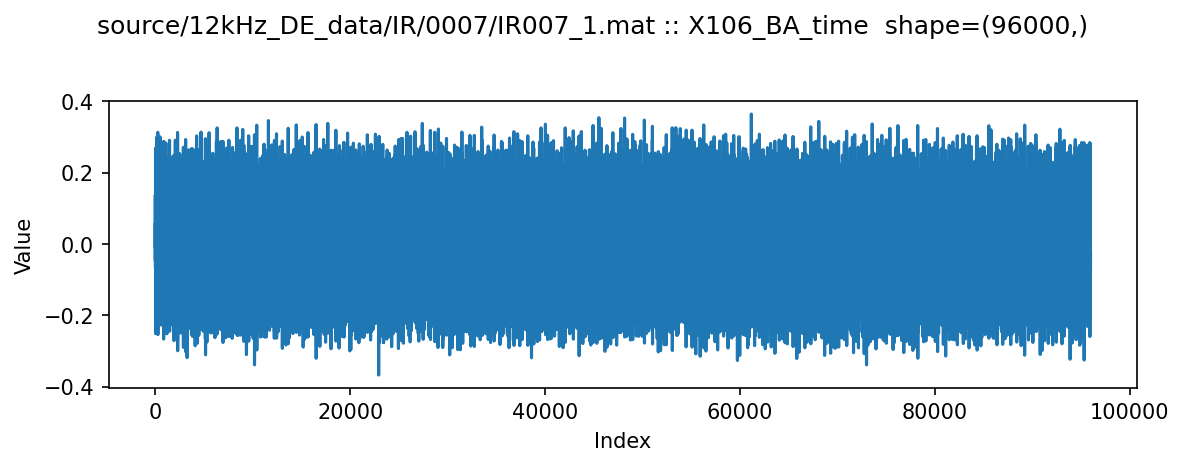 source/12kHz_DE_data/IR/0007/IR007_1.mat :: X106_BA_time  shape=(96000,)
0.4
0.2
0.0
−0.2
−0.4
Value
0 20000 40000 60000 80000 100000
Index